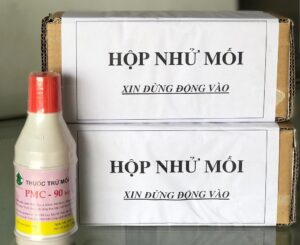 HỘP NHỬ MỐI
XIN ĐỪNG ĐỘNG VÀO
HỘP NHỬ MỐI
XIN ĐỪNG ĐỘNG VÀO
THUỐC TRỪ MỐI
PMC - 90